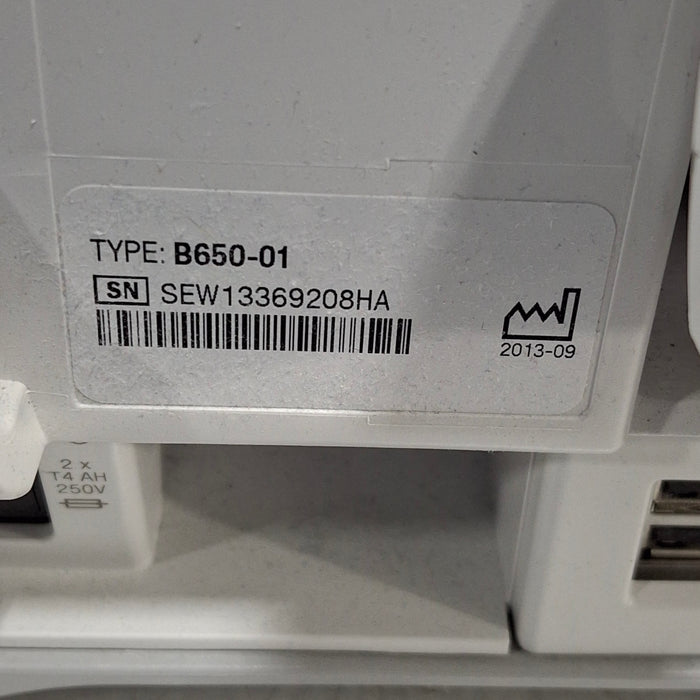 TYPE: B650-01
SN SEW13369208HA
2013-09
2 x
T4 AH
250V